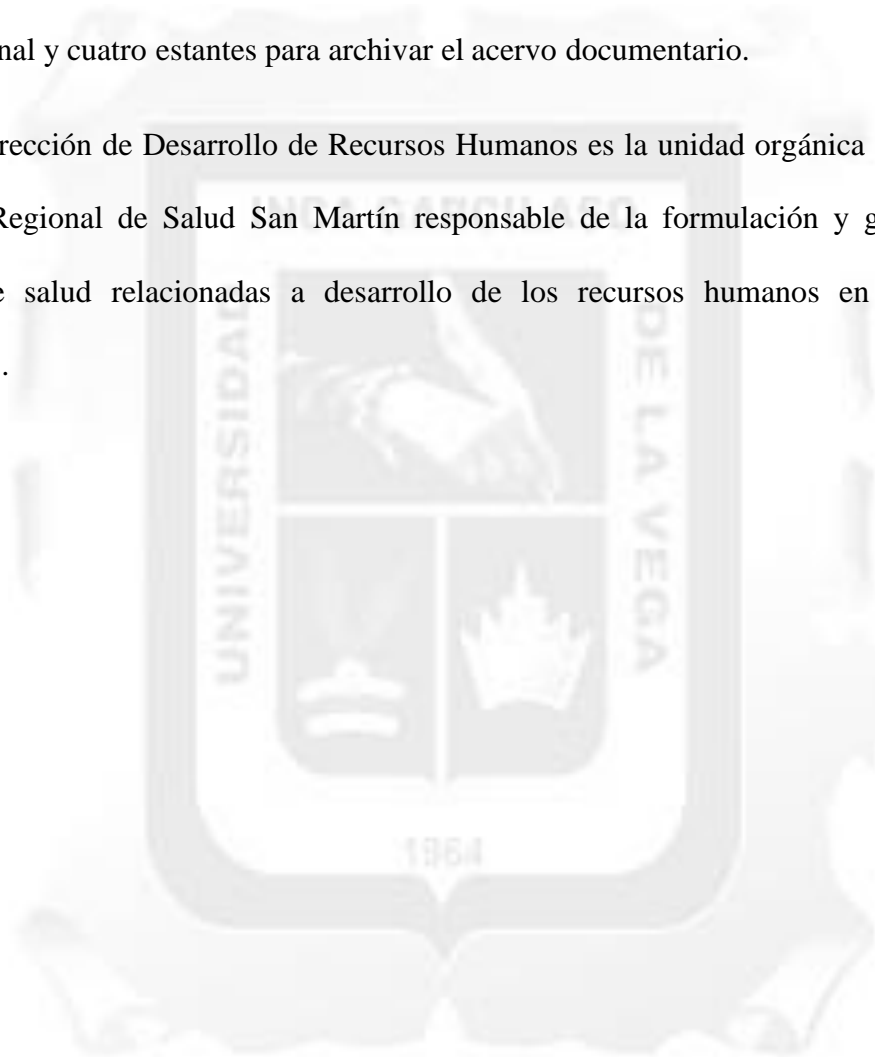 nal y cuatro estantes para archivar el acervo documentario.
rección de Desarrollo de Recursos Humanos es la unidad orgánica
Regional de Salud San Martín responsable de la formulación y g
e salud relacionadas a desarrollo de los recursos humanos en
.
INCA GARCILASO
UNIVERSIDAD
DE LA VEGA
1964